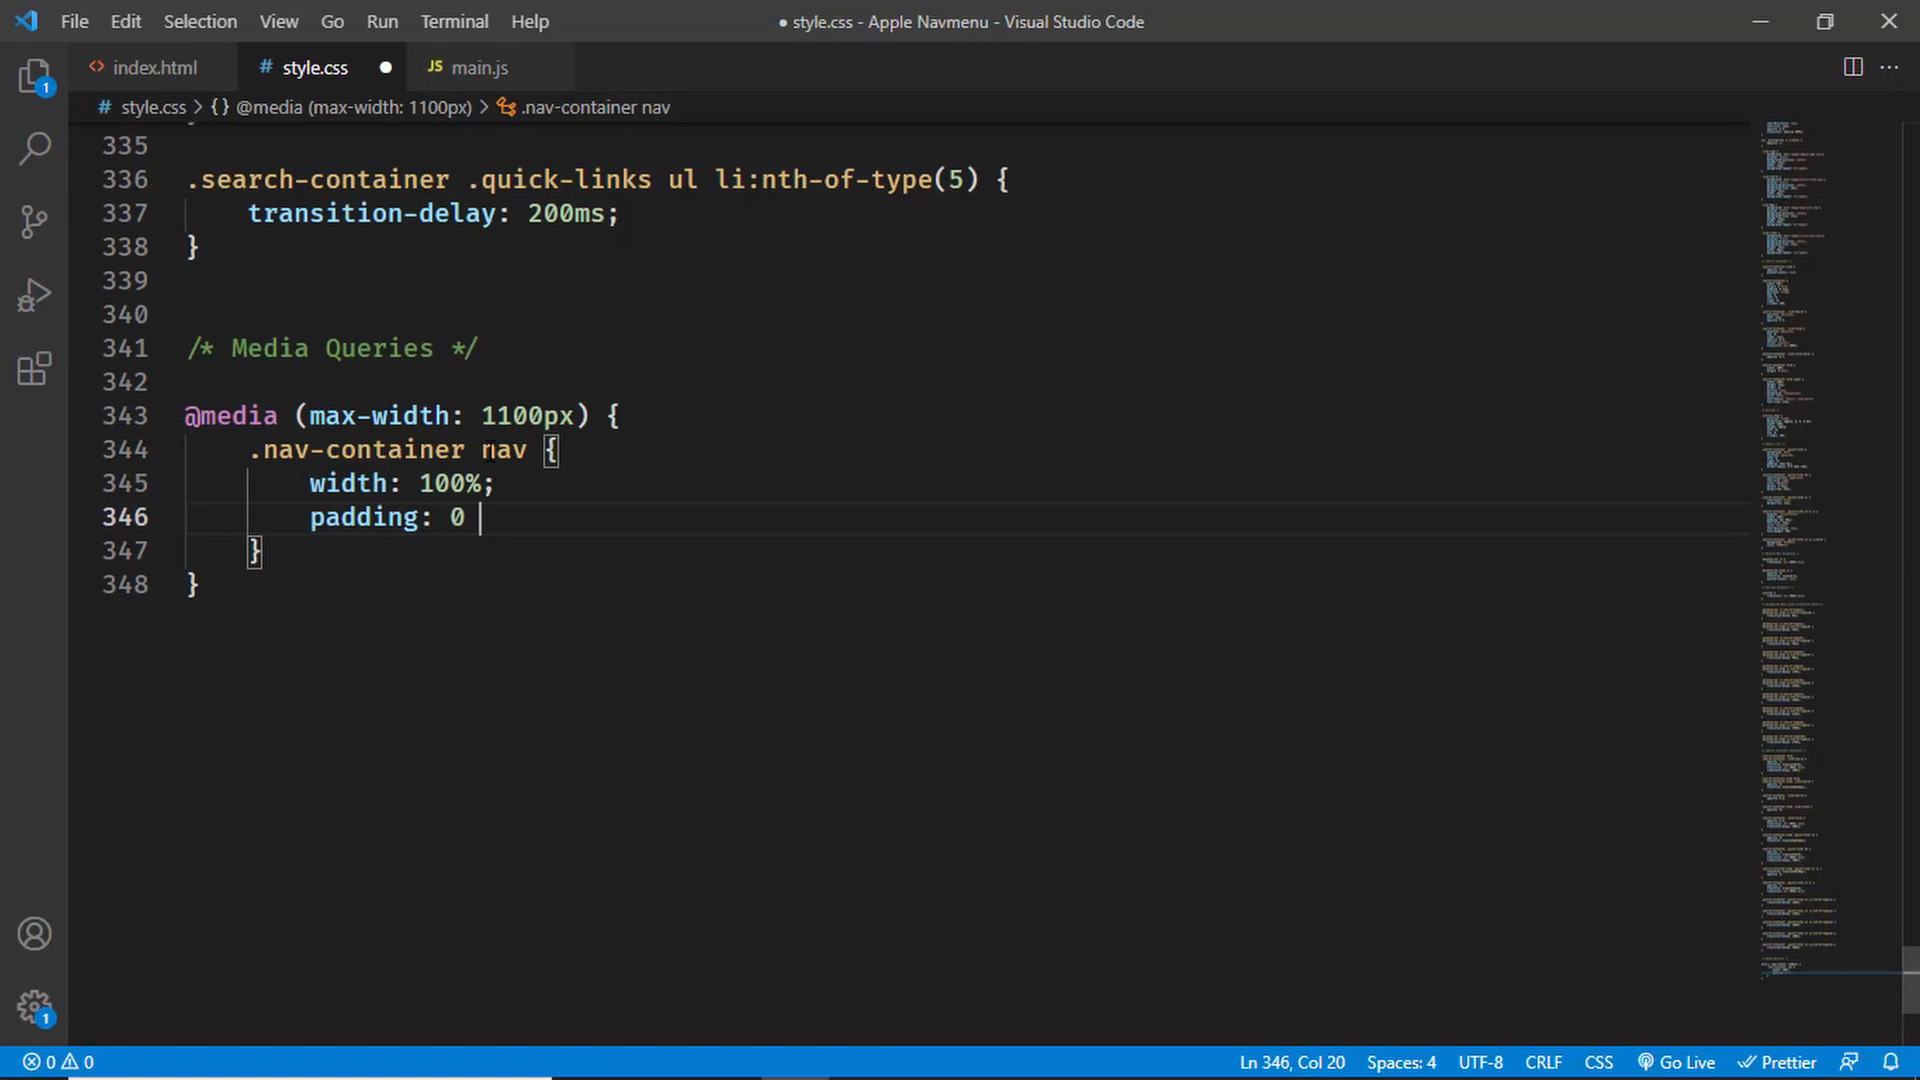 File Edit Selection View Go Run Terminal Help ● style.css - Apple Navmenu - Visual Studio Code
<> index.html # style.css ● JS main.js
# style.css > {} @media (max-width: 1100px) > .nav-container nav
335
336 .search-container .quick-links ul li:nth-of-type(5) {
337 transition-delay: 200ms;
338 }
339
340
341 /* Media Queries */
342
343 @media (max-width: 1100px) {
344 .nav-container nav {
345 width: 100%;
346 padding: 0
347 }
348 }
1
1
0 0 Ln 346, Col 20 Spaces: 4 UTF-8 CRLF CSS Go Live Prettier